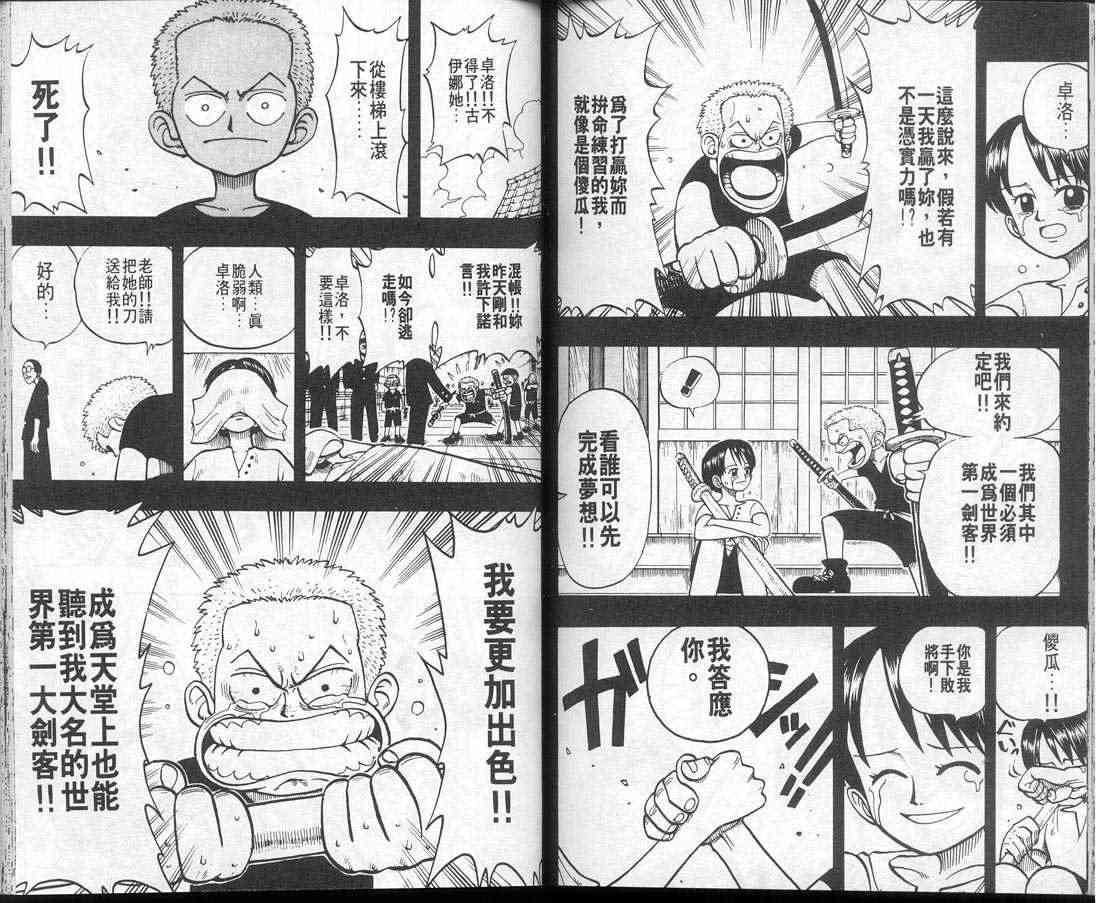 卓洛…
這麼說來，假若有
一天我贏了妳，也
不是憑實力嗎!?
為了打贏妳而
拚命練習的我，
就像是個傻瓜！
我們來約
定吧!!
我們其中
一個必須
成為世界
第一劍客!!
看誰可以先
完成夢想!!
傻瓜…!!
你是我
手下敗
將啊！
我答應
你。
卓洛!!不
得了!!古
伊娜她…
從樓梯上滾
下來……
死了!!
混帳!!妳
昨天剛和
我許下諾
言!!
如今卻逃
走嗎!?
卓洛，不
要這樣!!
人類…真
脆弱啊…
卓洛…
老師!!請
把她的刀
送給我!!
好的…
我要更加出色!!
成為天堂上也能
聽到我大名的世
界第一大劍客!!